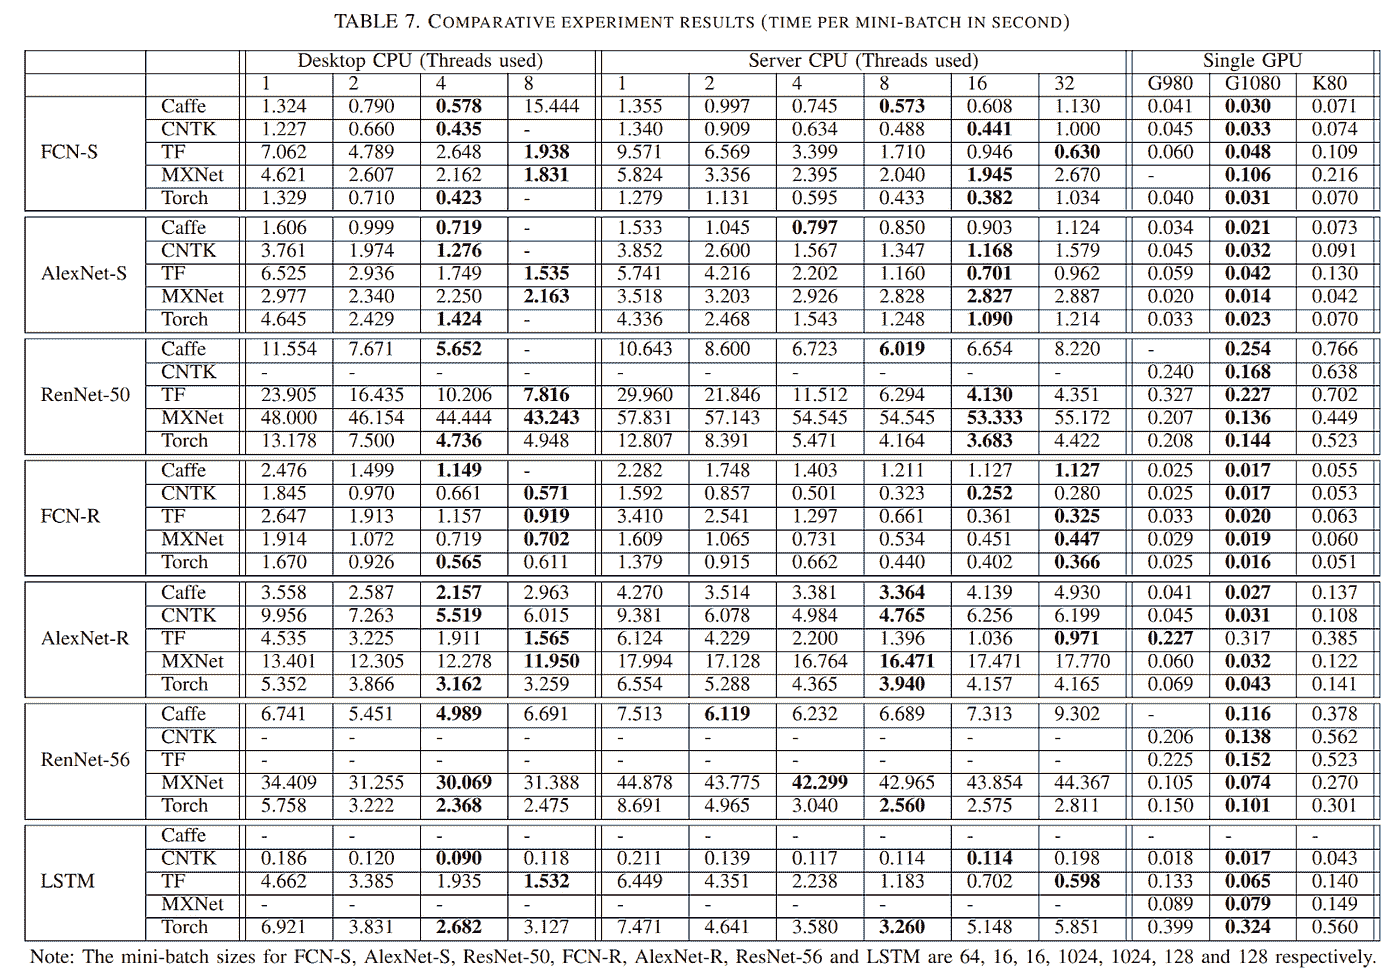 TABLE 7. COMPARATIVE EXPERIMENT RESULTS (TIME PER MINI-BATCH IN SECOND)
Desktop CPU (Threads used) Server CPU (Threads used) Single GPU
1 2 4 8 1 2 4 8 16 32 G980 G1080 K80
FCN-S
Caffe 1.324 0.790 0.578 15.444 1.355 0.997 0.745 0.573 0.608 1.130 0.041 0.030 0.071
CNTK 1.227 0.660 0.435 - 1.340 0.909 0.634 0.488 0.441 1.000 0.045 0.033 0.074
TF 7.062 4.789 2.648 1.938 9.571 6.569 3.399 1.710 0.946 0.630 0.060 0.048 0.109
MXNet 4.621 2.607 2.162 1.831 5.824 3.356 2.395 2.040 1.945 2.670 - 0.106 0.216
Torch 1.329 0.710 0.423 - 1.279 1.131 0.595 0.433 0.382 1.034 0.040 0.031 0.070
AlexNet-S
Caffe 1.606 0.999 0.719 - 1.533 1.045 0.797 0.850 0.903 1.124 0.034 0.021 0.073
CNTK 3.761 1.974 1.276 - 3.852 2.600 1.567 1.347 1.168 1.579 0.045 0.032 0.091
TF 6.525 2.936 1.749 1.535 5.741 4.216 2.202 1.160 0.701 0.962 0.059 0.042 0.130
MXNet 2.977 2.340 2.250 2.163 3.518 3.203 2.926 2.828 2.827 2.887 0.020 0.014 0.042
Torch 4.645 2.429 1.424 - 4.336 2.468 1.543 1.248 1.090 1.214 0.033 0.023 0.070
RenNet-50
Caffe 11.554 7.671 5.652 - 10.643 8.600 6.723 6.019 6.654 8.220 - 0.254 0.766
CNTK - - - - - - - - - - 0.240 0.168 0.638
TF 23.905 16.435 10.206 7.816 29.960 21.846 11.512 6.294 4.130 4.351 0.327 0.227 0.702
MXNet 48.000 46.154 44.444 43.243 57.831 57.143 54.545 54.545 53.333 55.172 0.207 0.136 0.449
Torch 13.178 7.500 4.736 4.948 12.807 8.391 5.471 4.164 3.683 4.422 0.208 0.144 0.523
FCN-R
Caffe 2.476 1.499 1.149 - 2.282 1.748 1.403 1.211 1.127 1.127 0.025 0.017 0.055
CNTK 1.845 0.970 0.661 0.571 1.592 0.857 0.501 0.323 0.252 0.280 0.025 0.017 0.053
TF 2.647 1.913 1.157 0.919 3.410 2.541 1.297 0.661 0.361 0.325 0.033 0.020 0.063
MXNet 1.914 1.072 0.719 0.702 1.609 1.065 0.731 0.534 0.451 0.447 0.029 0.019 0.060
Torch 1.670 0.926 0.565 0.611 1.379 0.915 0.662 0.440 0.402 0.366 0.025 0.016 0.051
AlexNet-R
Caffe 3.558 2.587 2.157 2.963 4.270 3.514 3.381 3.364 4.139 4.930 0.041 0.027 0.137
CNTK 9.956 7.263 5.519 6.015 9.381 6.078 4.984 4.765 6.256 6.199 0.045 0.031 0.108
TF 4.535 3.225 1.911 1.565 6.124 4.229 2.200 1.396 1.036 0.971 0.227 0.317 0.385
MXNet 13.401 12.305 12.278 11.950 17.994 17.128 16.764 16.471 17.471 17.770 0.060 0.032 0.122
Torch 5.352 3.866 3.162 3.259 6.554 5.288 4.365 3.940 4.157 4.165 0.069 0.043 0.141
RenNet-56
Caffe 6.741 5.451 4.989 6.691 7.513 6.119 6.232 6.689 7.313 9.302 - 0.116 0.378
CNTK - - - - - - - - - - 0.206 0.138 0.562
TF - - - - - - - - - - 0.225 0.152 0.523
MXNet 34.409 31.255 30.069 31.388 44.878 43.775 42.299 42.965 43.854 44.367 0.105 0.074 0.270
Torch 5.758 3.222 2.368 2.475 8.691 4.965 3.040 2.560 2.575 2.811 0.150 0.101 0.301
LSTM
Caffe - - - - - - - - - - - - -
CNTK 0.186 0.120 0.090 0.118 0.211 0.139 0.117 0.114 0.114 0.198 0.018 0.017 0.043
TF 4.662 3.385 1.935 1.532 6.449 4.351 2.238 1.183 0.702 0.598 0.133 0.065 0.140
MXNet - - - - - - - - - - 0.089 0.079 0.149
Torch 6.921 3.831 2.682 3.127 7.471 4.641 3.580 3.260 5.148 5.851 0.399 0.324 0.560
Note: The mini-batch sizes for FCN-S, AlexNet-S, ResNet-50, FCN-R, AlexNet-R, ResNet-56 and LSTM are 64, 16, 16, 1024, 1024, 128 and 128 respectively.